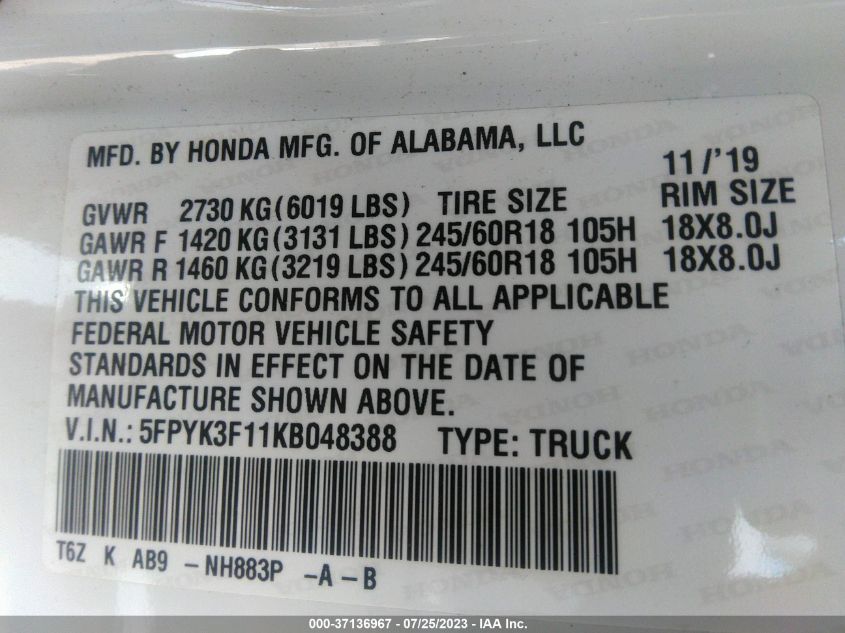 MFD. BY HONDA MFG. OF ALABAMA, LLC
11/'19
GVWR 2730 KG (6019 LBS) TIRE SIZE RIM SIZE
GAWR F 1420 KG (3131 LBS) 245/60R18 105H 18X8.0J
GAWR R 1460 KG (3219 LBS) 245/60R18 105H 18X8.0J
THIS VEHICLE CONFORMS TO ALL APPLICABLE
FEDERAL MOTOR VEHICLE SAFETY
STANDARDS IN EFFECT ON THE DATE OF
MANUFACTURE SHOWN ABOVE.
V.I.N.: 5FPYK3F11KB048388 TYPE: TRUCK
T6Z K AB9 -NH883P -A-B
000-37136967 / 07/25/2023 - Copyright © IAA, Inc.